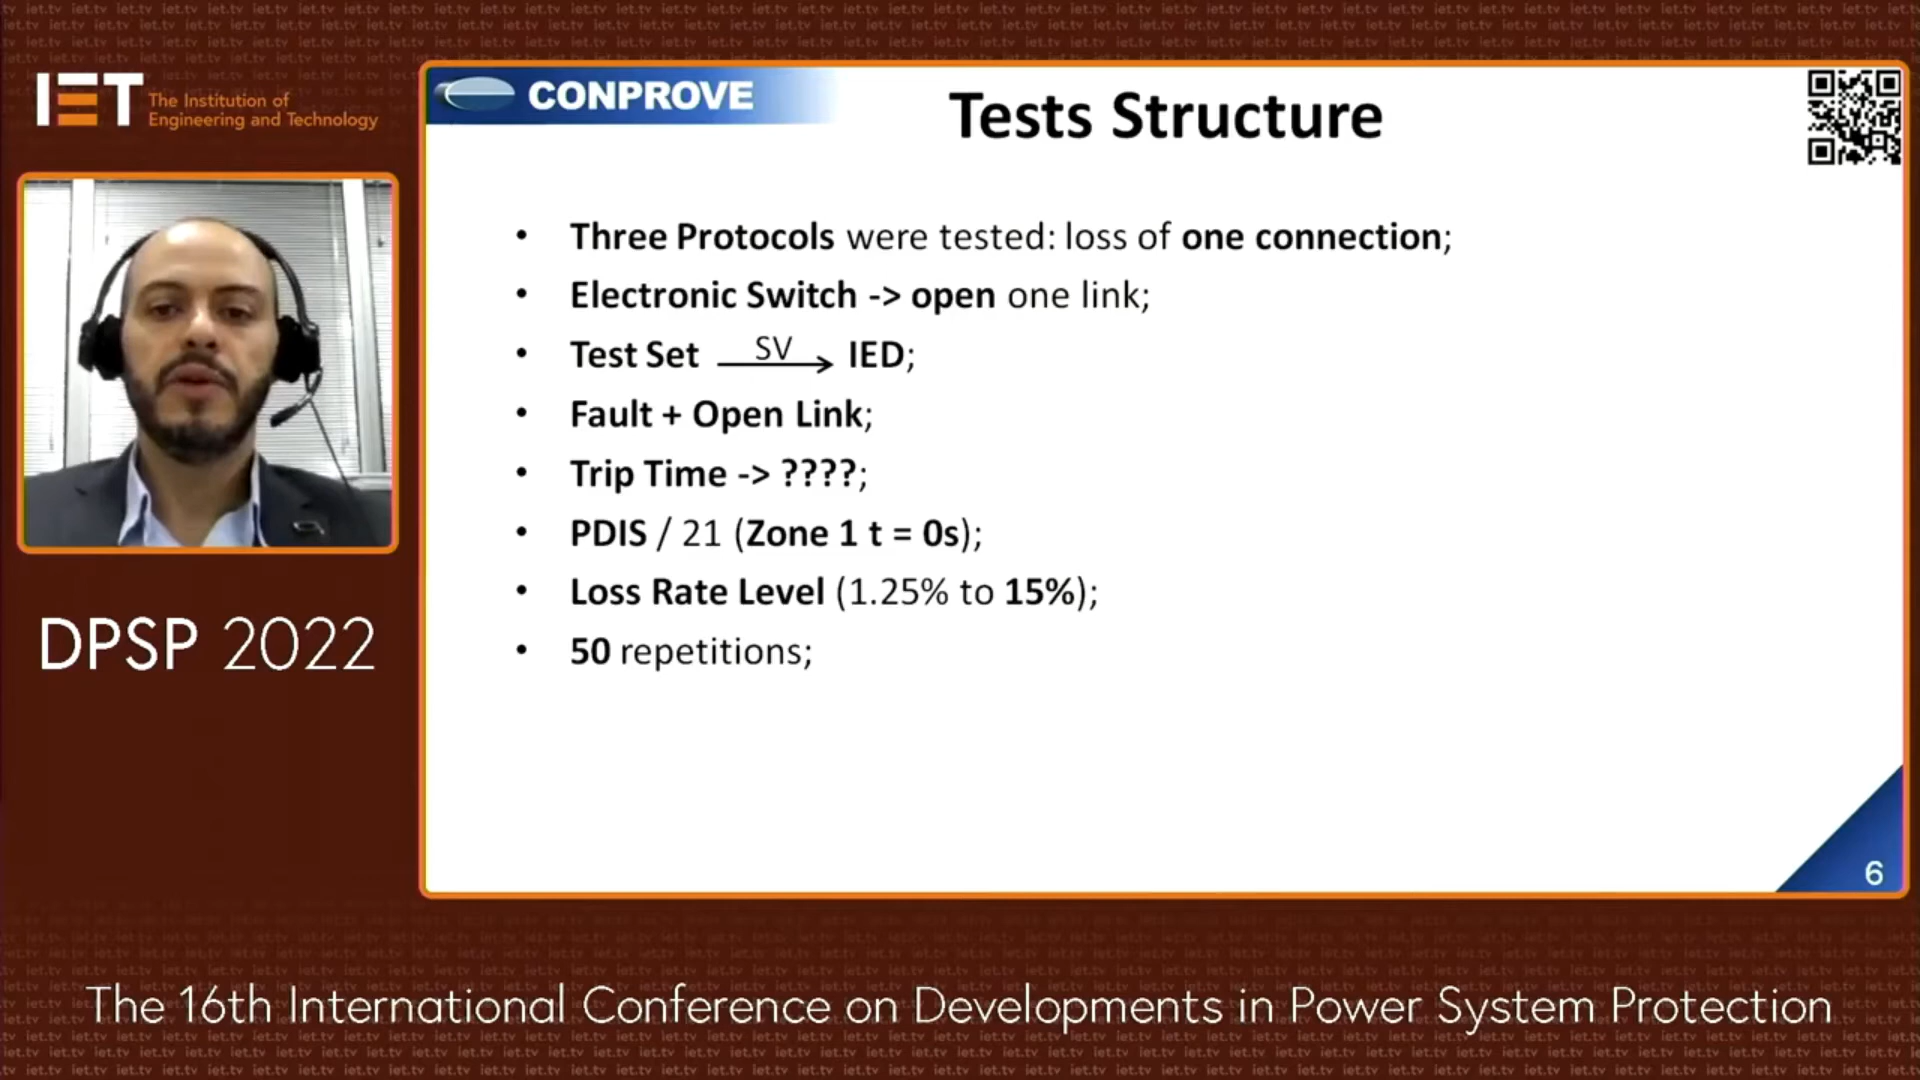 IET The Institution of
Engineering and Technology
CONPROVE
Tests Structure
• Three Protocols were tested: loss of one connection;
• Electronic Switch -> open one link;
• Test Set SV IED;
• Fault + Open Link;
• Trip Time -> ????;
• PDIS / 21 (Zone 1 t = 0s);
• Loss Rate Level (1.25% to 15%);
• 50 repetitions;
6
DPSP 2022
The 16th International Conference on Developments in Power System Protection